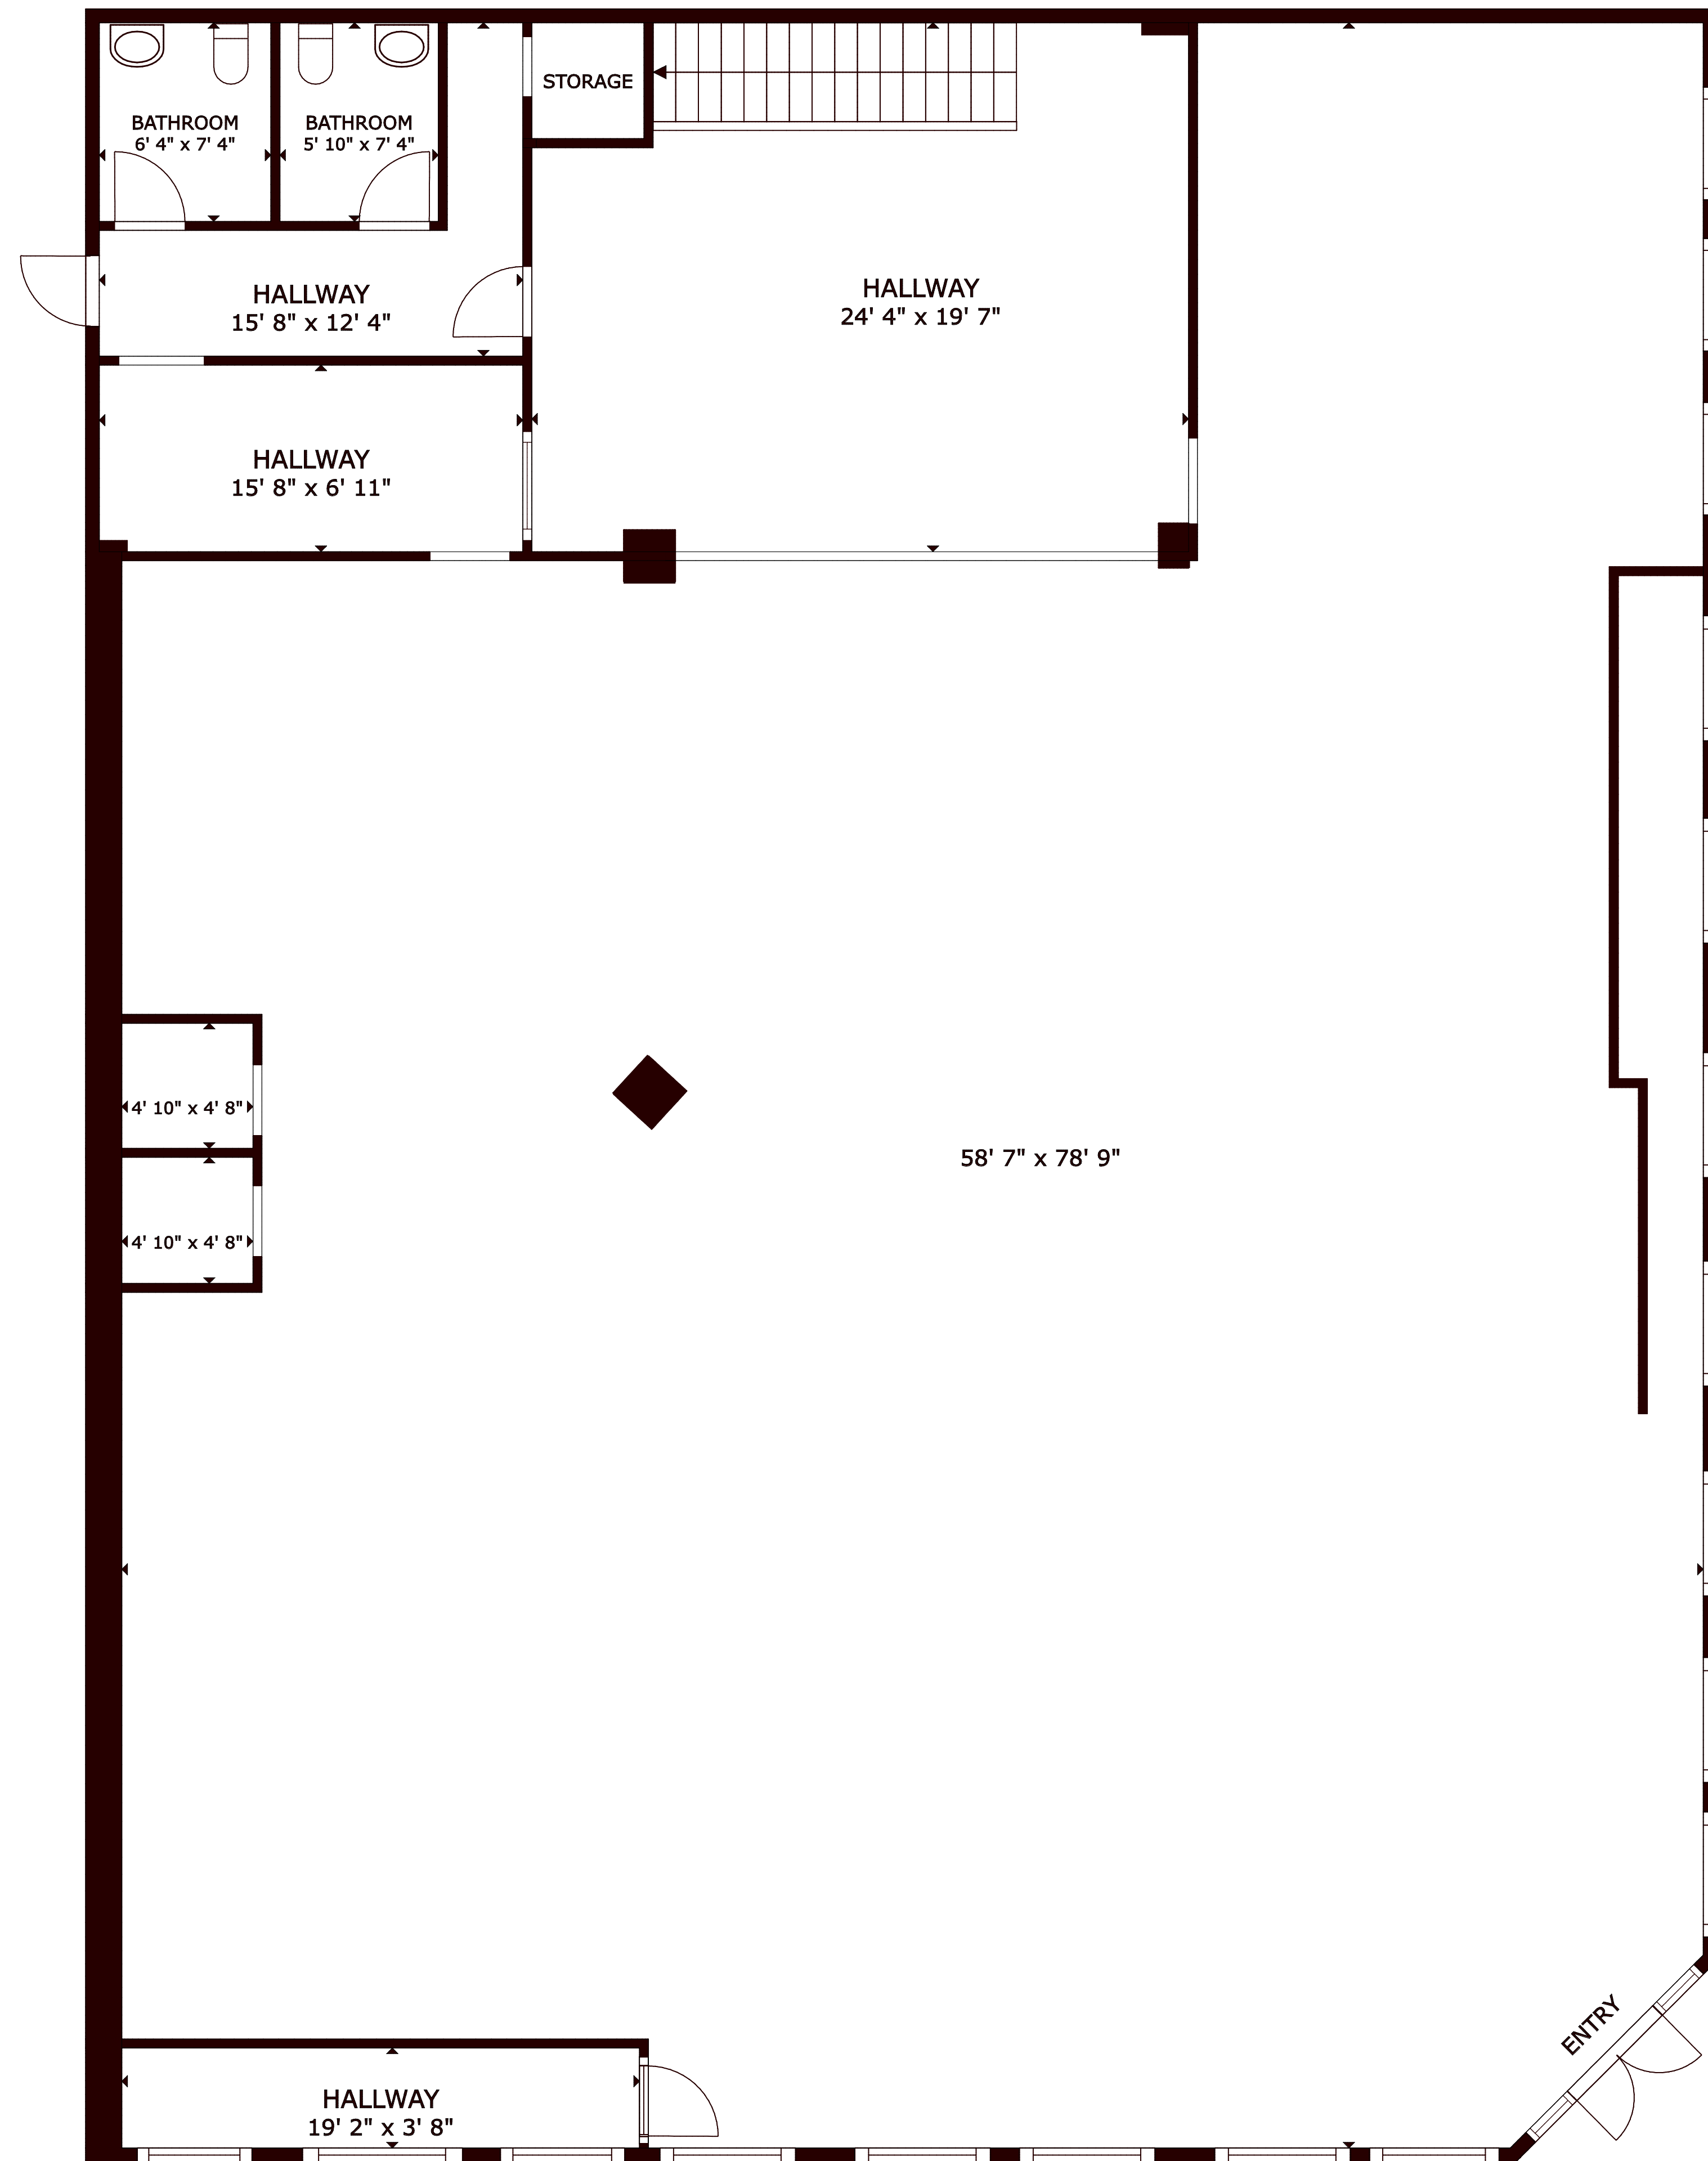 STORAGE
BATHROOM
6' 4" x 7' 4"
BATHROOM
5' 10" x 7' 4"
HALLWAY
15' 8" x 12' 4"
HALLWAY
24' 4" x 19' 7"
HALLWAY
15' 8" x 6' 11"
4' 10" x 4' 8"
58' 7" x 78' 9"
4' 10" x 4' 8"
ENTRY
HALLWAY
19' 2" x 3' 8"